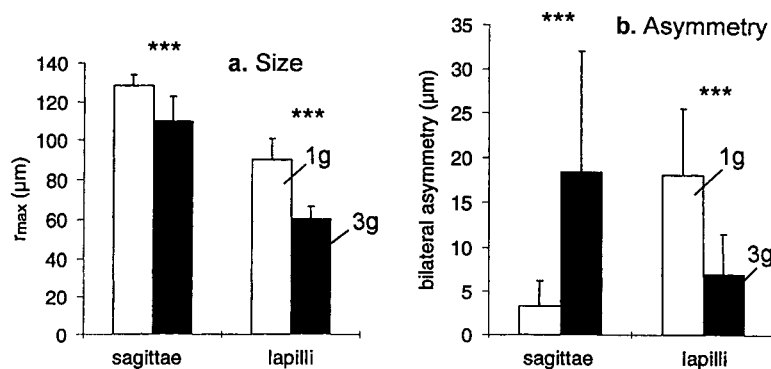 a. Size
***
***
140
120
100
80
60
40
20
0
rmax (µm)
1g
3g
sagittae
lapilli
b. Asymmetry
***
***
35
30
25
20
15
10
5
0
bilateral asymmetry (µm)
1g
3g
sagittae
lapilli